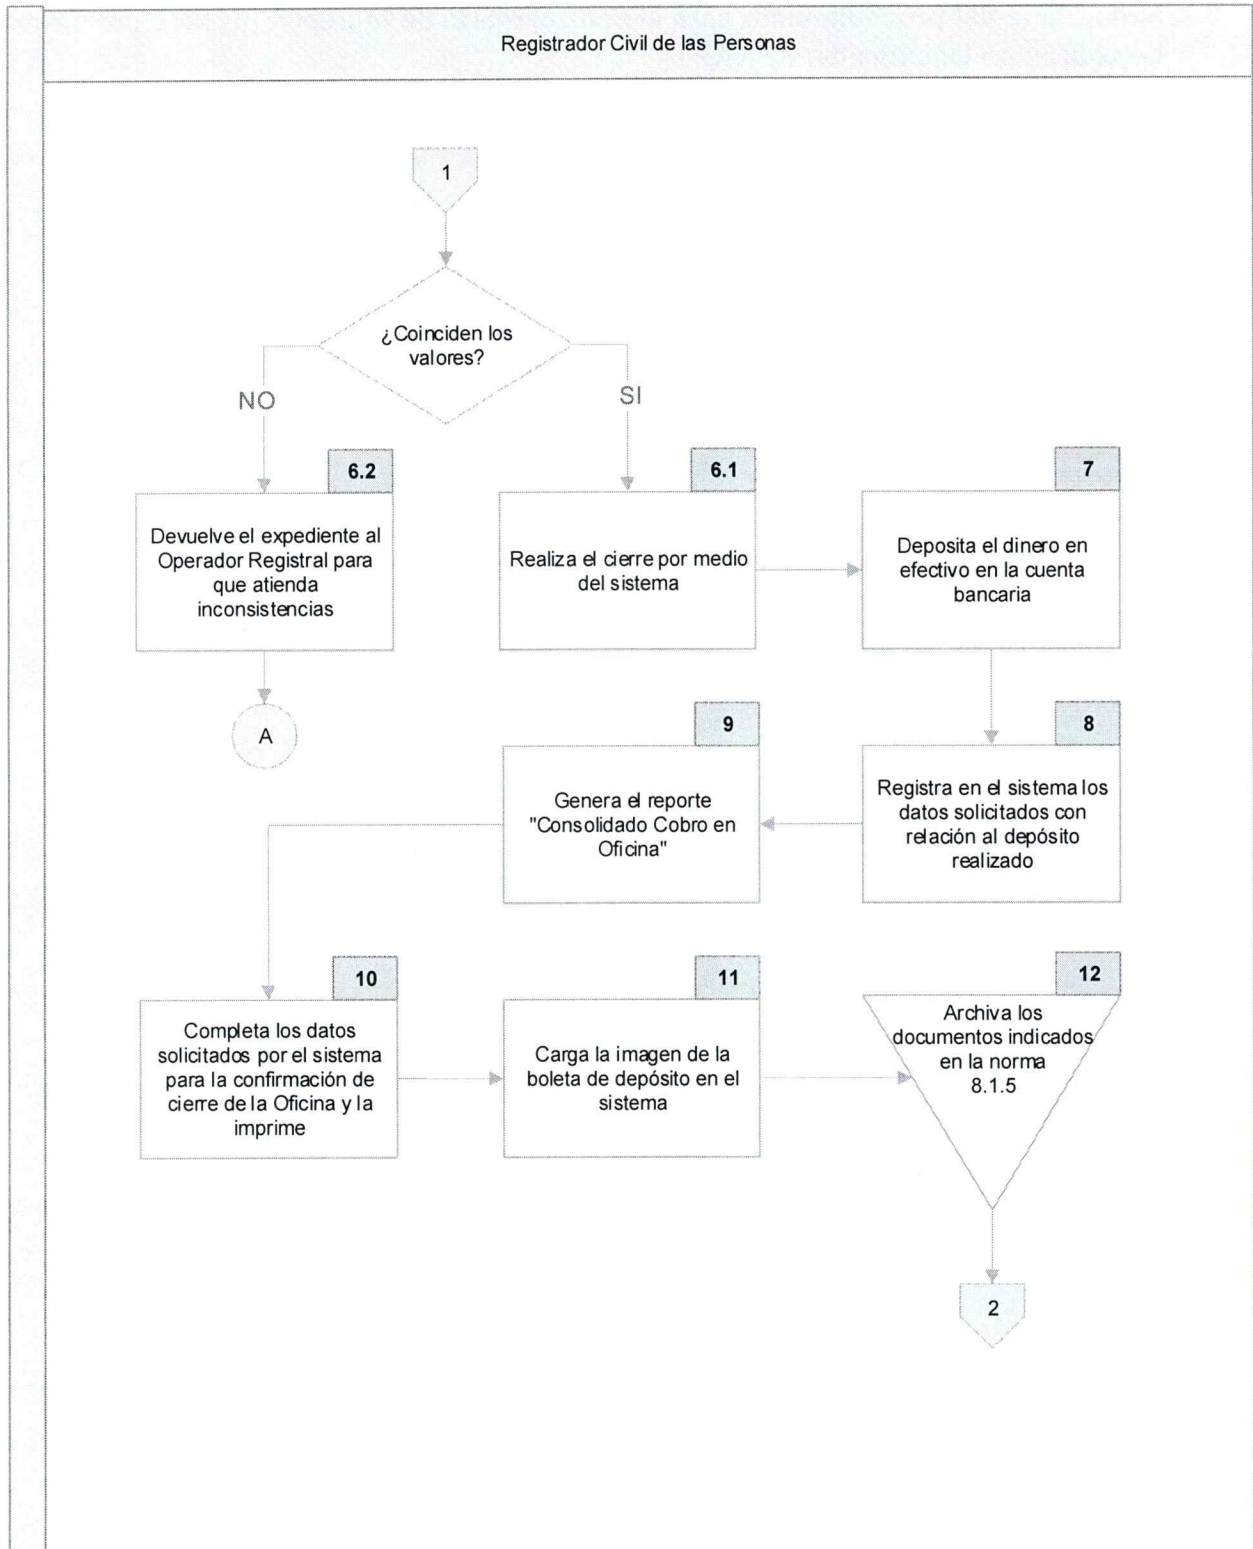 Registrador Civil de las Personas
1
¿Coinciden los
valores?
NO
SI
6.2
Devuelve el expediente al
Operador Registral para
que atienda
inconsistencias
A
6.1
Realiza el cierre por medio
del sistema
7
Deposita el dinero en
efectivo en la cuenta
bancaria
8
Registra en el sistema los
datos solicitados con
relación al depósito
realizado
9
Genera el reporte
"Consolidado Cobro en
Oficina"
10
Completa los datos
solicitados por el sistema
para la confirmación de
cierre de la Oficina y la
imprime
11
Carga la imagen de la
boleta de depósito en el
sistema
12
Archiva los
documentos indicados
en la norma
8.1.5
2